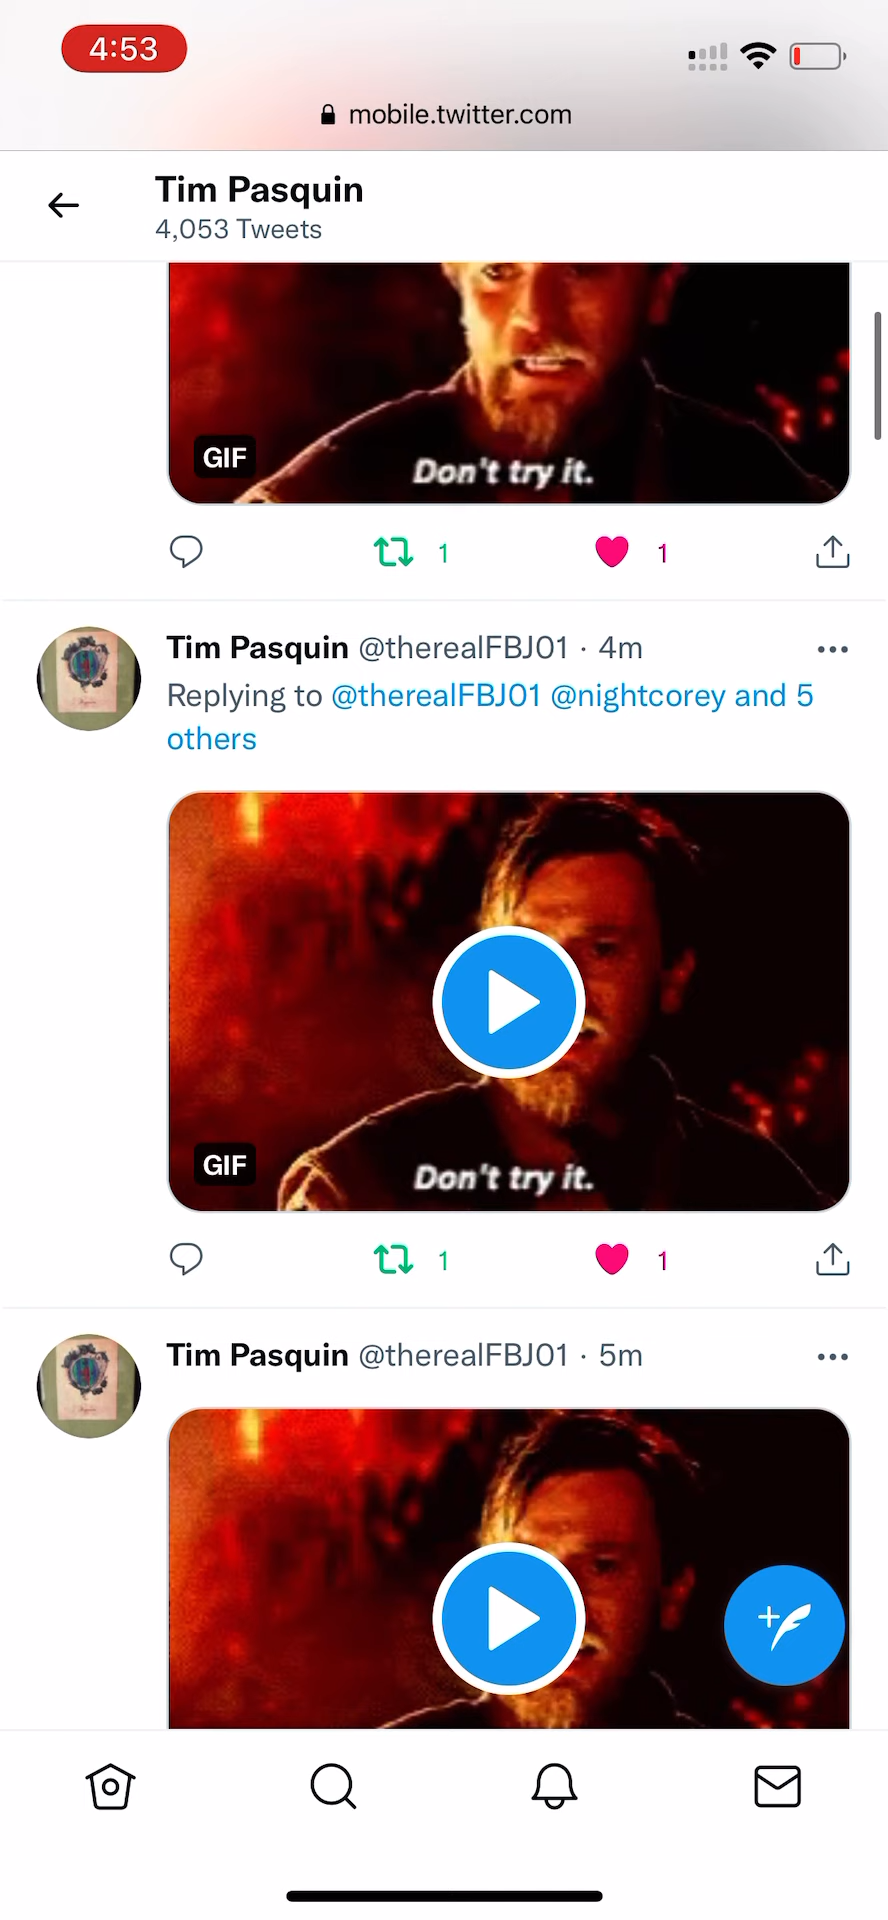 4:53
mobile.twitter.com
Tim Pasquin
4,053 Tweets
GIF
Don't try it.
1
1
Tim Pasquin @therealFBJ01 · 4m
Replying to @therealFBJ01 @nightcorey and 5
others
GIF
Don't try it.
1
1
Tim Pasquin @therealFBJ01 · 5m